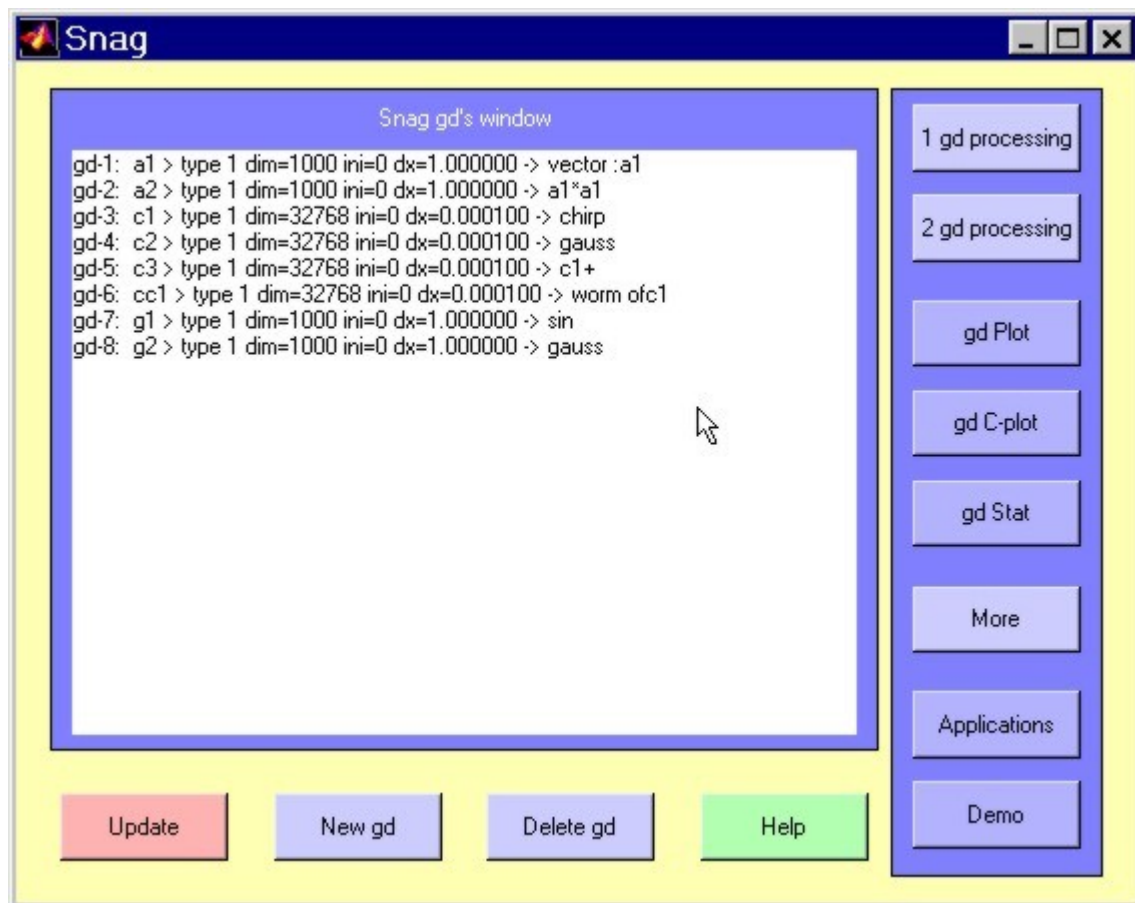 Snag
Snag gd's window
gd-1: a1 > type 1 dim=1000 ini=0 dx=1.000000 -> vector :a1
gd-2: a2 > type 1 dim=1000 ini=0 dx=1.000000 -> a1*a1
gd-3: c1 > type 1 dim=32768 ini=0 dx=0.000100 -> chirp
gd-4: c2 > type 1 dim=32768 ini=0 dx=0.000100 -> gauss
gd-5: c3 > type 1 dim=32768 ini=0 dx=0.000100 -> c1+
gd-6: cc1 > type 1 dim=32768 ini=0 dx=0.000100 -> worm ofc1
gd-7: g1 > type 1 dim=1000 ini=0 dx=1.000000 -> sin
gd-8: g2 > type 1 dim=1000 ini=0 dx=1.000000 -> gauss
1 gd processing
2 gd processing
gd Plot
gd C-plot
gd Stat
More
Applications
Demo
Update
New gd
Delete gd
Help